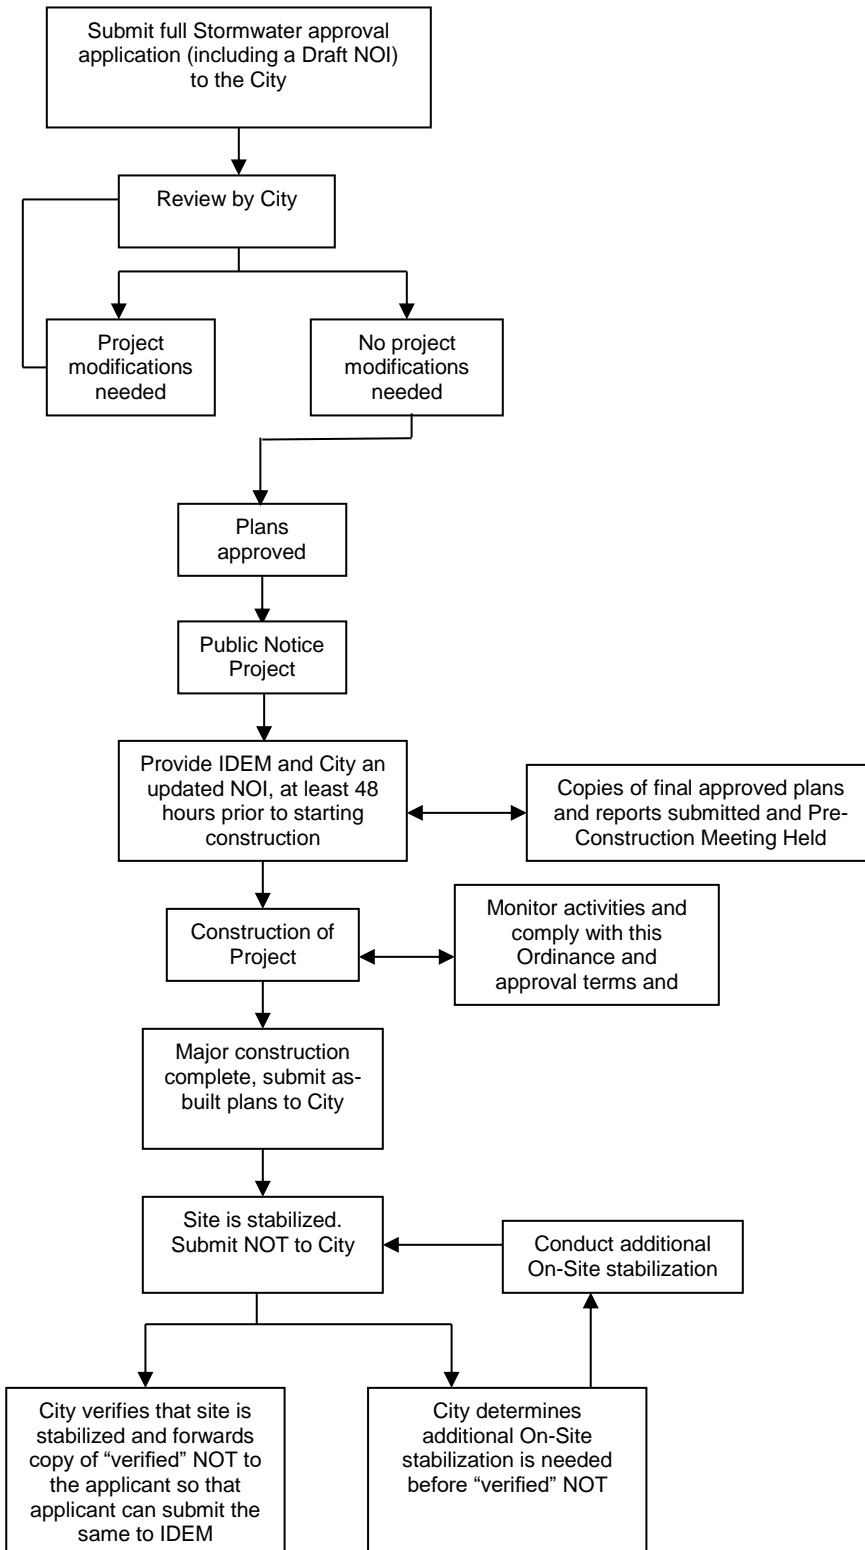 Submit full Stormwater approval
application (including a Draft NOI)
to the City
Review by City
Project
modifications
needed
No project
modifications
needed
Plans
approved
Public Notice
Project
Provide IDEM and City an
updated NOI, at least 48
hours prior to starting
construction
Copies of final approved plans
and reports submitted and Pre-
Construction Meeting Held
Construction of
Project
Monitor activities and
comply with this
Ordinance and
approval terms and
Major construction
complete, submit as-
built plans to City
Site is stabilized.
Submit NOT to City
Conduct additional
On-Site stabilization
City verifies that site is
stabilized and forwards
copy of “verified” NOT to
the applicant so that
applicant can submit the
same to IDEM
City determines
additional On-Site
stabilization is needed
before “verified” NOT